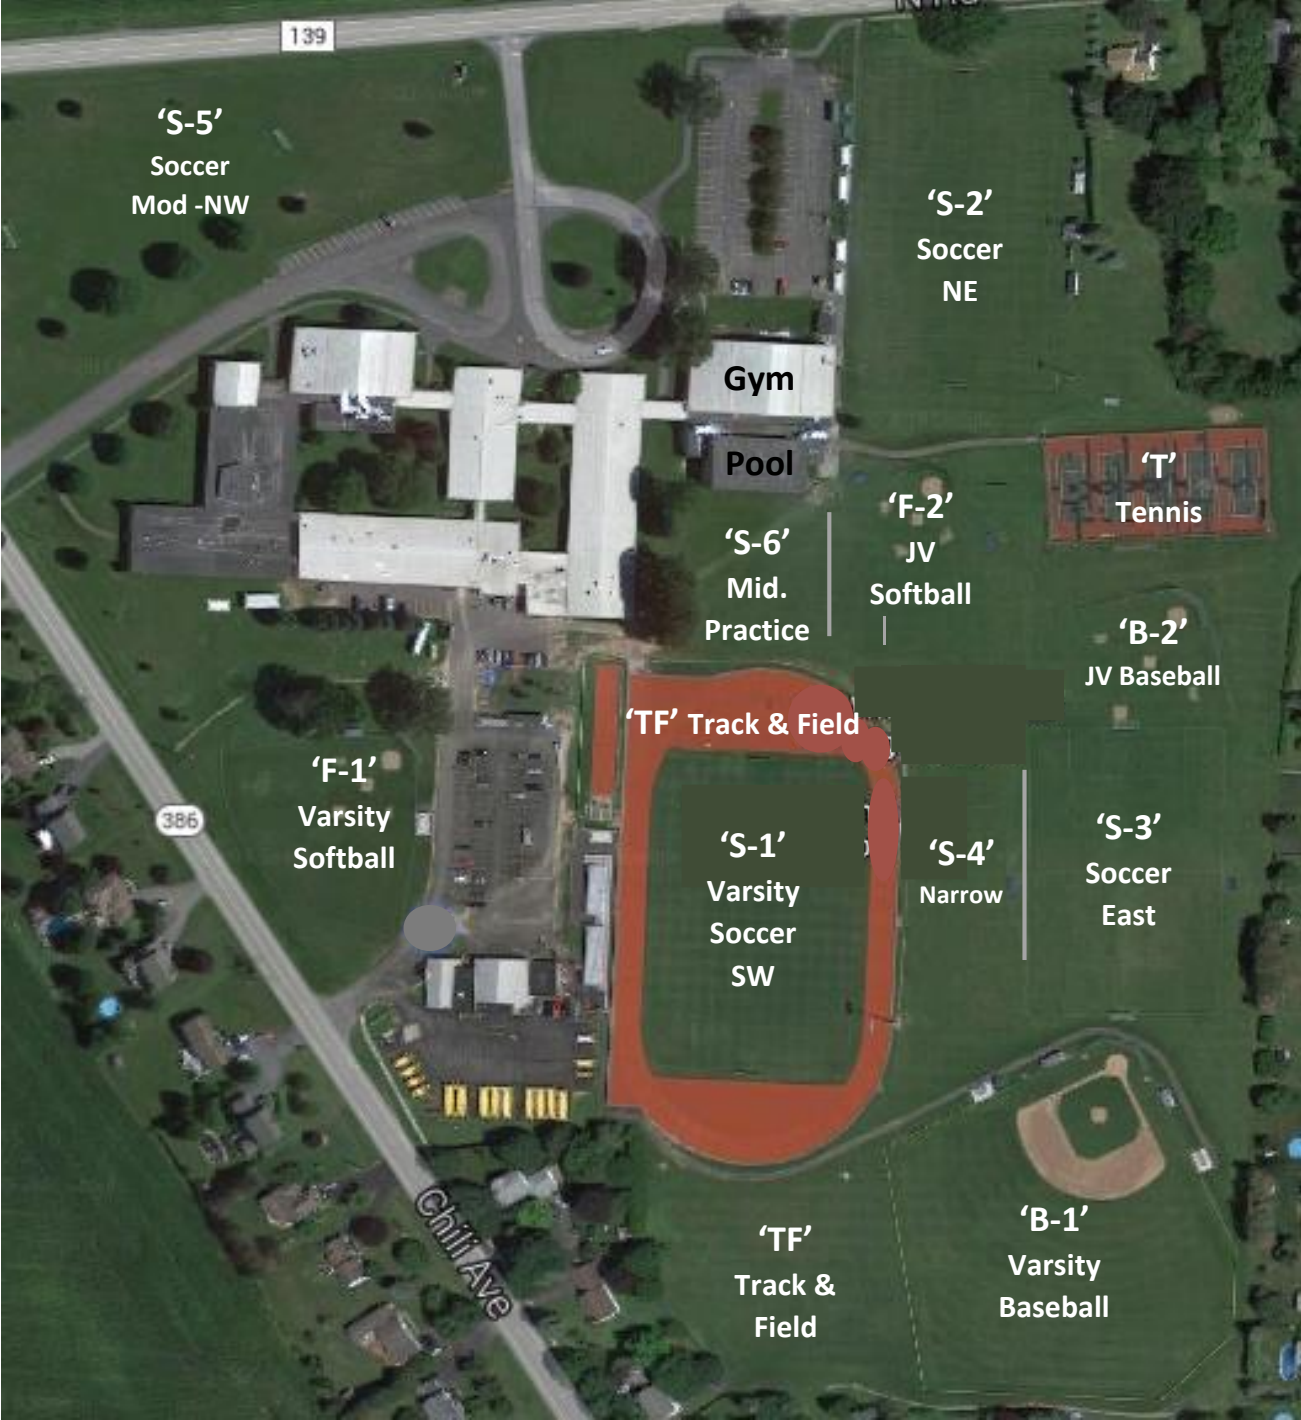 139
‘S-5’
Soccer
Mod -NW
‘S-2’
Soccer
NE
Gym
Pool
‘T’
Tennis
‘F-2’
JV
Softball
‘S-6’
Mid.
Practice
‘B-2’
JV Baseball
‘TF’ Track & Field
‘F-1’
Varsity
Softball
386
‘S-1’
Varsity
Soccer
SW
‘S-4’
Narrow
‘S-3’
Soccer
East
Chili Ave
‘B-1’
Varsity
Baseball
‘TF’
Track &
Field